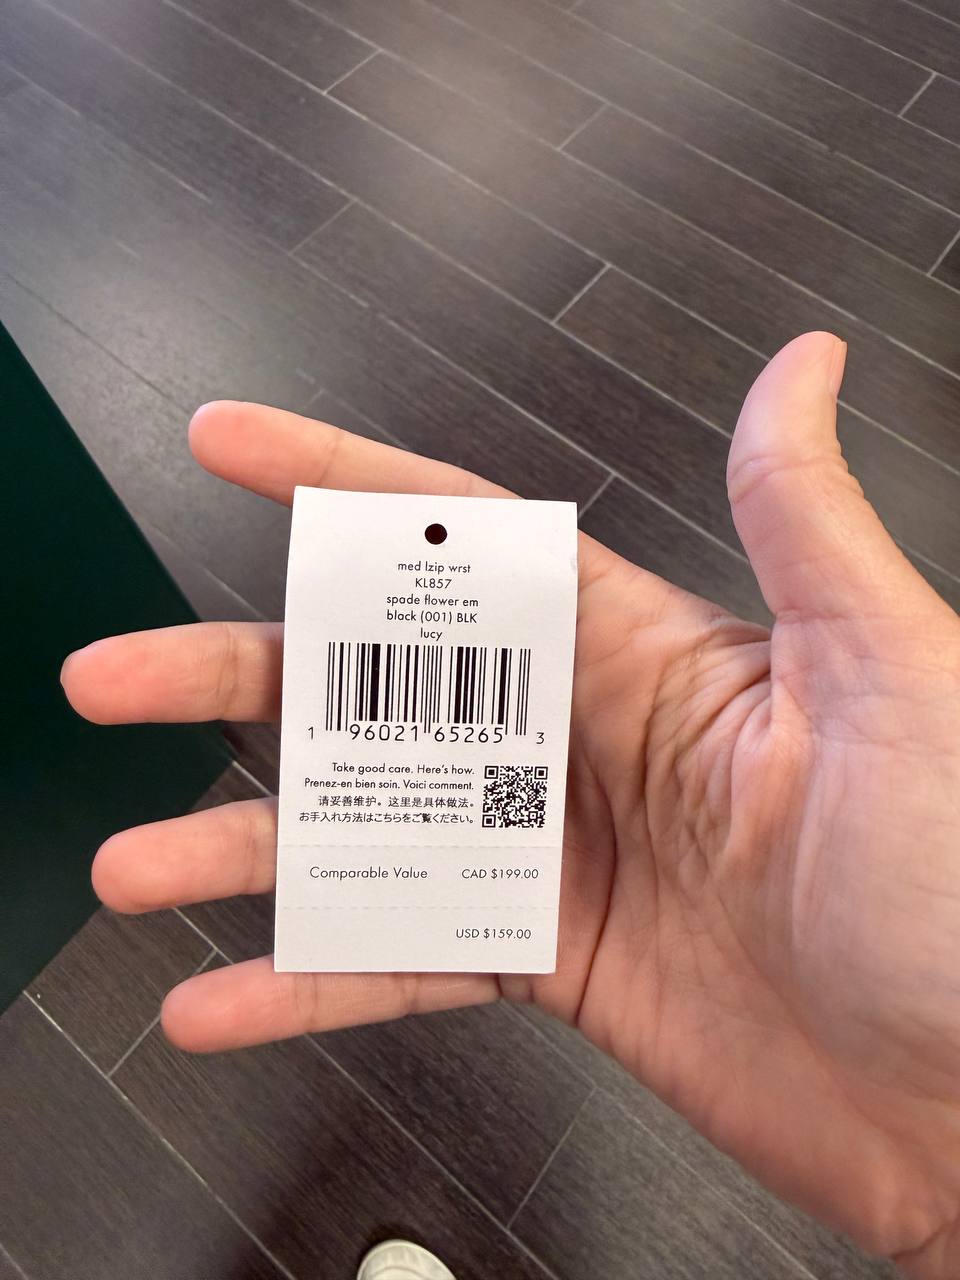 med lzip wrst
KL857
spade flower em
black (001) BLK
lucy
1 96021 65265 3
Take good care. Here's how.
Prenez-en bien soin. Voici comment.
请妥善维护。这里是具体做法。
お手入れ方法はこちらをご覧ください。
Comparable Value CAD $199.00
USD $159.00